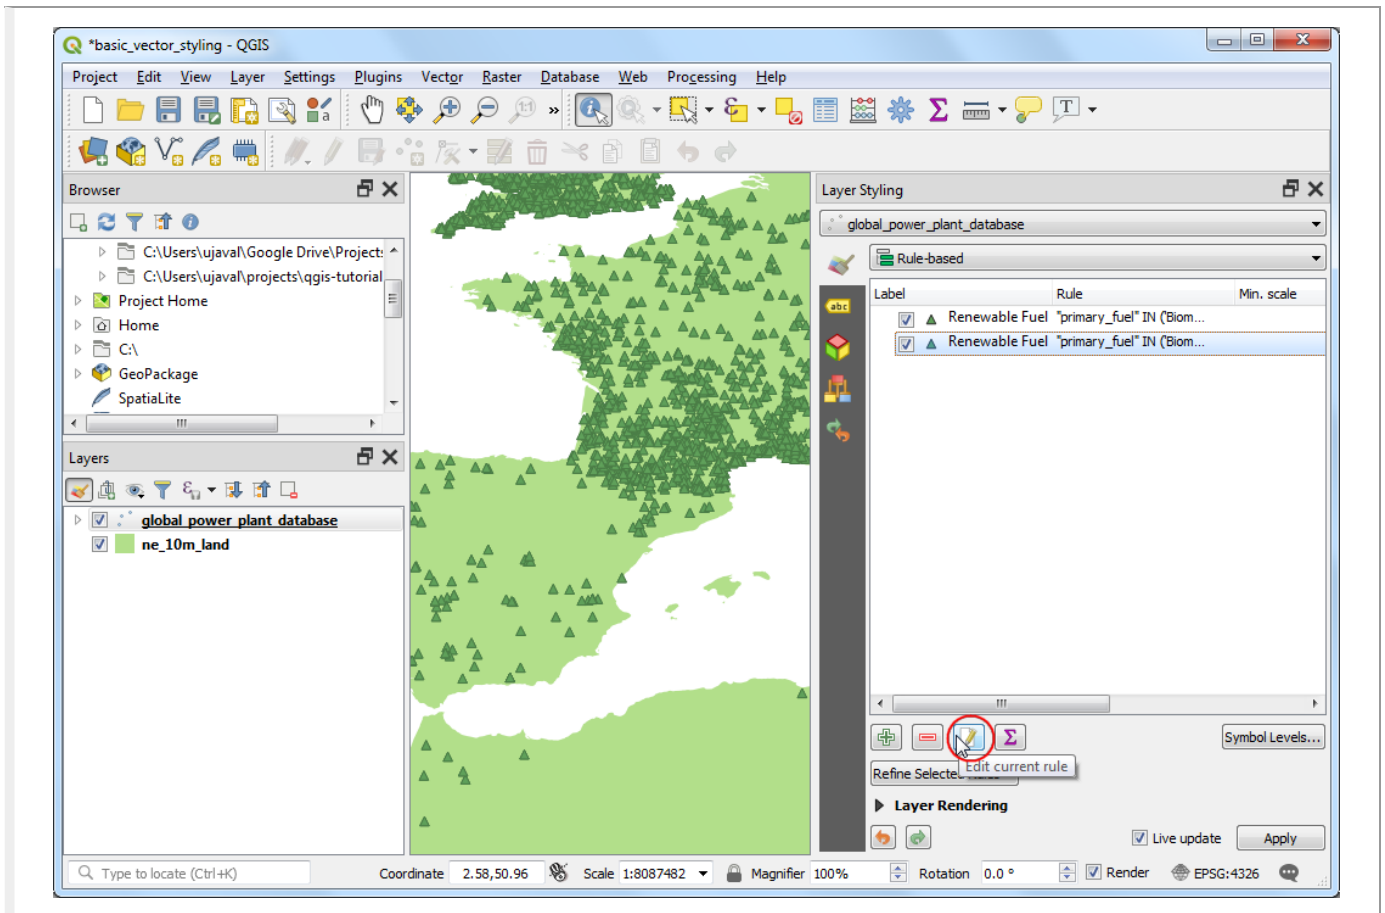 *basic_vector_styling - QGIS
Project Edit View Layer Settings Plugins Vector Raster Database Web Processing Help
Browser
C:\Users\ujaval\Google Drive\Project:
C:\Users\ujaval\projects\qgis-tutorial
Project Home
Home
C:\
GeoPackage
SpatiaLite
Layers
global_power_plant_database
ne_10m_land
Layer Styling
global_power_plant_database
Rule-based
abc
Label Rule Min. scale
Renewable Fuel "primary_fuel" IN ('Biom...
Renewable Fuel "primary_fuel" IN ('Biom...
Symbol Levels...
Edit current rule
Refine Selected
Layer Rendering
Live update Apply
Type to locate (Ctrl+K) Coordinate 2.58,50.96 Scale 1:8087482 Magnifier 100% Rotation 0.0 ° Render EPSG:4326